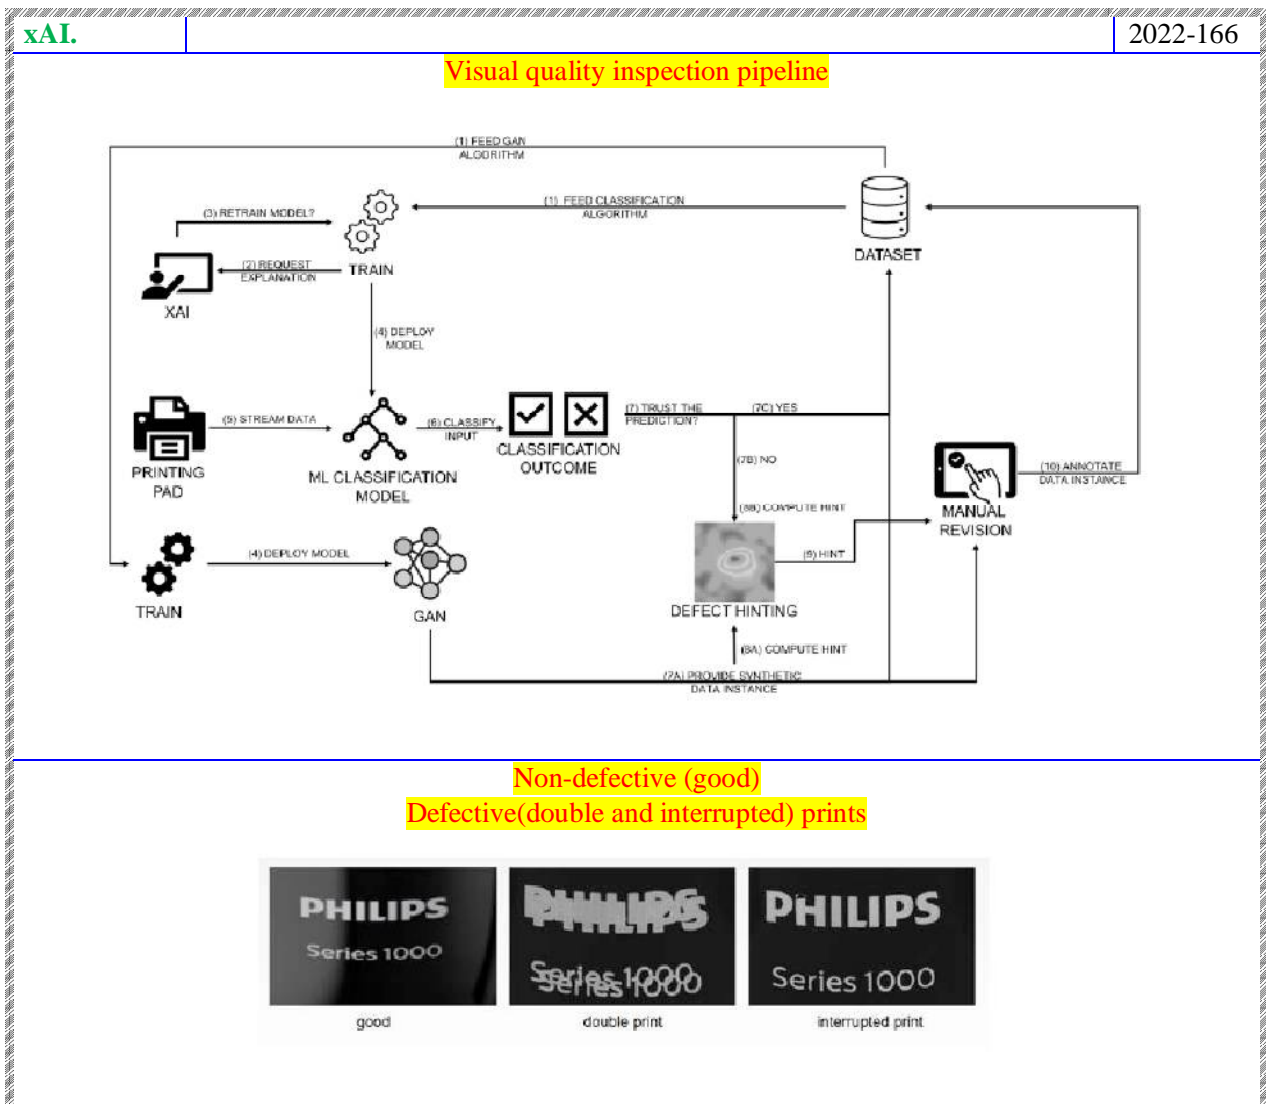 xAI.
2022-166
Visual quality inspection pipeline
(1) FEED GAN
ALGORITHM
(1) FEED CLASSIFICATION
ALGORITHM
(3) RETRAIN MODEL?
DATASET
(2) REQUEST
EXPLANATION
TRAIN
XAI
(4) DEPLOY
MODEL
(5) STREAM DATA
(6) CLASSIFY
INPUT
(7) TRUST THE
PREDICTION?
(7C) YES
CLASSIFICATION
OUTCOME
(7B) NO
PRINTING
PAD
ML CLASSIFICATION
MODEL
(10) ANNOTATE
DATA INSTANCE
(8B) COMPUTE HINT
MANUAL
REVISION
(4) DEPLOY MODEL
(9) HINT
TRAIN
GAN
DEFECT HINTING
(8A) COMPUTE HINT
(7A) PROVIDE SYNTHETIC
DATA INSTANCE
Non-defective (good)
Defective(double and interrupted) prints
PHILIPS
Series 1000
PHILIPS
Series 1000
PHILIPS
Series 1000
good
double print
interrupted print